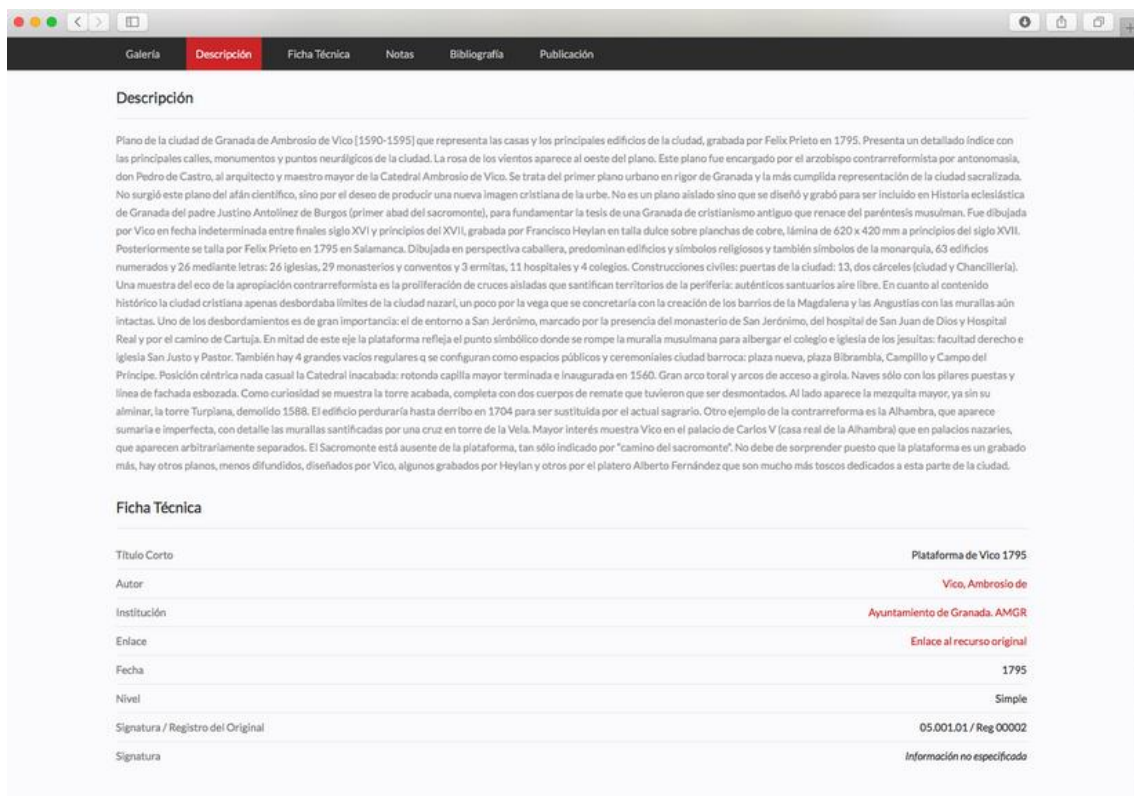 Galería Descripción Ficha Técnica Notas Bibliografía Publicación
Descripción
Plano de la ciudad de Granada de Ambrosio de Vico [1590-1595] que representa las casas y los principales edificios de la ciudad, grabada por Felix Prieto en 1795. Presenta un detallado índice con
las principales calles, monumentos y puntos neurálgicos de la ciudad. La rosa de los vientos aparece al oeste del plano. Este plano fue encargado por el arzobispo contrarreformista por antonomasia,
don Pedro de Castro, al arquitecto y maestro mayor de la Catedral Ambrosio de Vico. Se trata del primer plano urbano en rigor de Granada y la más cumplida representación de la ciudad sacralizada.
No surgió este plano del afán científico, sino por el deseo de producir una nueva imagen cristiana de la urbe. No es un plano aislado sino que se diseñó y grabó para ser incluido en Historia eclesiástica
de Granada del padre Justino Antolínez de Burgos (primer abad del sacromonte), para fundamentar la tesis de una Granada de cristianismo antiguo que renace del paréntesis musulman. Fue dibujada
por Vico en fecha indeterminada entre finales siglo XVI y principios del XVII, grabada por Francisco Heylan en talla dulce sobre planchas de cobre, lámina de 620 x 420 mm a principios del siglo XVII.
Posteriormente se talla por Felix Prieto en 1795 en Salamanca. Dibujada en perspectiva caballera, predominan edificios y símbolos religiosos y también símbolos de la monarquía, 63 edificios
numerados y 26 mediante letras: 26 iglesias, 29 monasterios y conventos y 3 ermitas, 11 hospitales y 4 colegios. Construcciones civiles: puertas de la ciudad: 13, dos cárceles (ciudad y Chancillería).
Una muestra del eco de la apropiación contrarreformista es la proliferación de cruces aisladas que santifican territorios de la periferia: auténticos santuarios aire libre. En cuanto al contenido
histórico la ciudad cristiana apenas desbordaba límites de la ciudad nazarí, un poco por la vega que se concretaría con la creación de los barrios de la Magdalena y las Angustias con las murallas aún
intactas. Uno de los desbordamientos es de gran importancia: el de entorno a San Jerónimo, marcado por la presencia del monasterio de San Jerónimo, del hospital de San Juan de Dios y Hospital
Real y por el camino de Cartuja. En mitad de este eje la plataforma refleja el punto simbólico donde se rompe la muralla musulmana para albergar el colegio e iglesia de los jesuitas: facultad derecho e
iglesia San Justo y Pastor. También hay 4 grandes vacíos regulares q se configuran como espacios públicos y ceremoniales ciudad barroca: plaza nueva, plaza Bibrambla, Campillo y Campo del
Príncipe. Posición céntrica nada casual la Catedral inacabada: rotonda capilla mayor terminada e inaugurada en 1560. Gran arco toral y arcos de acceso a girola. Naves sólo con los pilares puestas y
línea de fachada esbozada. Como curiosidad se muestra la torre acabada, completa con dos cuerpos de remate que tuvieron que ser desmontados. Al lado aparece la mezquita mayor, ya sin su
alminar, la torre Turpiana, demolido 1588. El edificio perduraría hasta derribo en 1704 para ser sustituida por el actual sagrario. Otro ejemplo de la contrarreforma es la Alhambra, que aparece
sumaria e imperfecta, con detalle las murallas santificadas por una cruz en torre de la Vela. Mayor interés muestra Vico en el palacio de Carlos V (casa real de la Alhambra) que en palacios nazaríes,
que aparecen arbitrariamente separados. El Sacromonte está ausente de la plataforma, tan sólo indicado por "camino del sacromonte". No debe de sorprender puesto que la plataforma es un grabado
más, hay otros planos, menos difundidos, diseñados por Vico, algunos grabados por Heylan y otros por el platero Alberto Fernández que son mucho más toscos dedicados a esta parte de la ciudad.
Ficha Técnica
Título Corto Plataforma de Vico 1795
Autor Vico, Ambrosio de
Institución Ayuntamiento de Granada. AMGR
Enlace Enlace al recurso original
Fecha 1795
Nivel Simple
Signatura / Registro del Original 05.001.01 / Reg 00002
Signatura Información no especificada